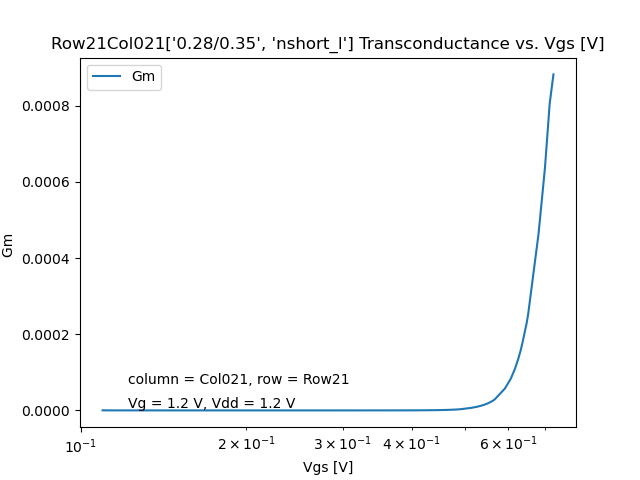 Row21Col021['0.28/0.35', 'nshort_l'] Transconductance vs. Vgs [V]
Gm
0.0008
0.0006
0.0004
0.0002
0.0000
Gm
column = Col021, row = Row21
Vg = 1.2 V, Vdd = 1.2 V
10⁻¹
2 × 10⁻¹
3 × 10⁻¹
4 × 10⁻¹
6 × 10⁻¹
Vgs [V]